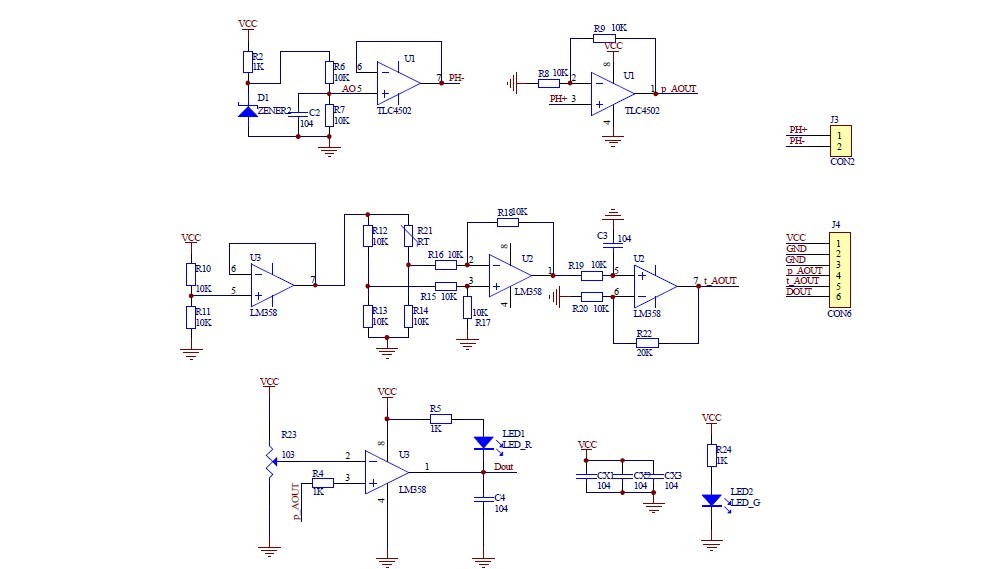 VCC
R2
1K
R6
10K
U1
6
7
PH-
AO 5
TLC4502
D1
ZENER2
C2
104
R7
10K
R9 10K
VCC
8
R8 10K
2
U1
PH+ 3
1
p_AOUT
TLC4502
4
J3
PH+
1
PH-
2
CON2
VCC
U3
6
7
R10
10K
5
LM358
R11
10K
R12
10K
R21
RT
R13
10K
R14
10K
R18 10K
R16 10K
2
8
U2
1
3
R15 10K
LM358
4
10K
R17
C3
104
R19 10K
5
U2
7
t_AOUT
6
R20 10K
LM358
R22
20K
J4
VCC
1
GND
2
GND
3
p_AOUT
4
t_AOUT
5
DOUT
6
CON6
VCC
R23
103
R4
1K
p_AOUT
VCC
8
2
U3
3
1
LM358
4
R5
1K
LED1
LED_R
Dout
C4
104
VCC
CX1
104
CX2
104
CX3
104
VCC
R24
1K
LED2
LED_G